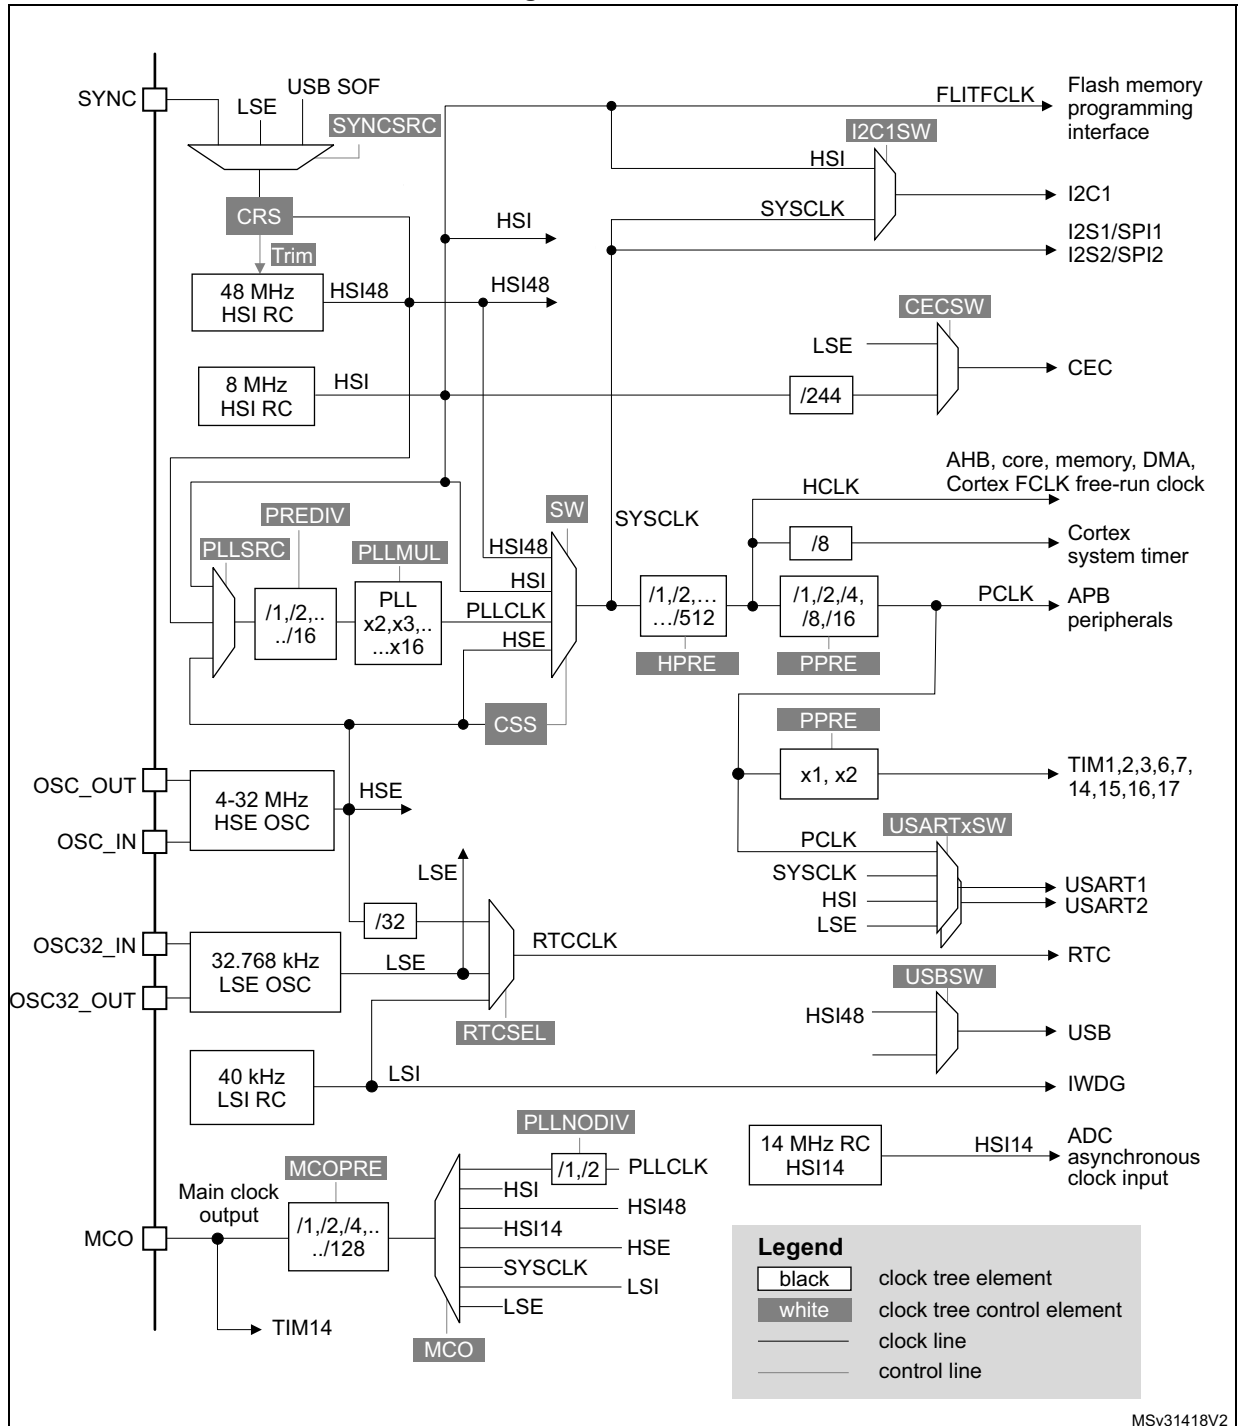 SYNC
LSE
USB SOF
SYNCSRC
CRS
Trim
48 MHz
HSI RC
HSI48
HSI
HSI48
8 MHz
HSI RC
HSI
FLITFCLK
Flash memory
programming
interface
I2C1SW
HSI
SYSCLK
I2C1
I2S1/SPI1
I2S2/SPI2
CECSW
LSE
/244
CEC
AHB, core, memory, DMA,
Cortex FCLK free-run clock
HCLK
/8
Cortex
system timer
PLLSRC
PREDIV
/1,/2,..
../16
PLLMUL
PLL
x2,x3,..
...x16
SW
HSI48
HSI
PLLCLK
HSE
SYSCLK
/1,/2,…
…/512
HPRE
/1,/2,/4,
/8,/16
PPRE
PCLK
APB
peripherals
CSS
PPRE
x1, x2
TIM1,2,3,6,7,
14,15,16,17
OSC_OUT
OSC_IN
4-32 MHz
HSE OSC
HSE
USARTxSW
PCLK
SYSCLK
HSI
LSE
USART1
USART2
LSE
/32
OSC32_IN
OSC32_OUT
32.768 kHz
LSE OSC
LSE
RTCCLK
RTC
RTCSEL
USBSW
HSI48
USB
40 kHz
LSI RC
LSI
IWDG
14 MHz RC
HSI14
HSI14
ADC
asynchronous
clock input
PLLNODIV
/1,/2
PLLCLK
HSI
HSI48
HSI14
HSE
SYSCLK
LSI
LSE
MCO
MCOPRE
/1,/2,/4,..
../128
Main clock
output
MCO
TIM14
Legend
black
clock tree element
white
clock tree control element
clock line
control line
MSv31418V2